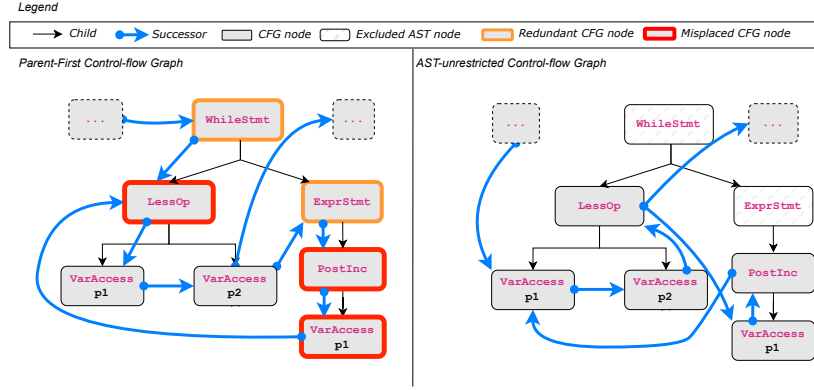 Legend
Child Successor CFG node Excluded AST node Redundant CFG node Misplaced CFG node
Parent-First Control-flow Graph
... WhileStmt ...
LessOp ExprStmt
VarAccess p1
VarAccess p2
PostInc
VarAccess p1
AST-unrestricted Control-flow Graph
... WhileStmt ...
LessOp ExprStmt
VarAccess p1
VarAccess p2
PostInc
VarAccess p1